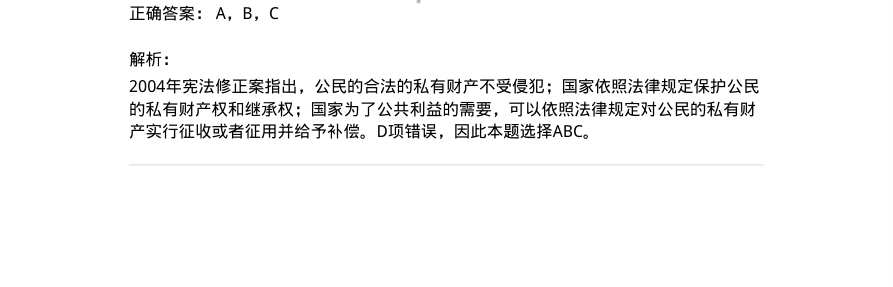 正确答案： A，B，C
解析：
2004年宪法修正案指出，公民的合法的私有财产不受侵犯；国家依照法律规定保护公民
的私有财产权和继承权；国家为了公共利益的需要，可以依照法律规定对公民的私有财
产实行征收或者征用并给予补偿。D项错误，因此本题选择ABC。